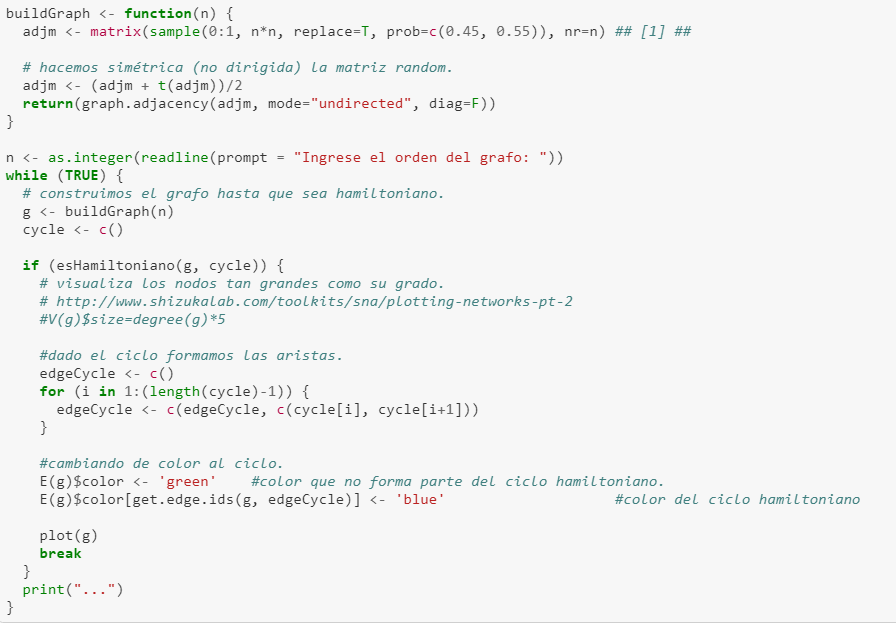 buildGraph <- function(n) {
  adjm <- matrix(sample(0:1, n*n, replace=T, prob=c(0.45, 0.55)), nr=n) ## [1] ##
  # hacemos simétrica (no dirigida) la matriz random.
  adjm <- (adjm + t(adjm))/2
  return(graph.adjacency(adjm, mode="undirected", diag=F))
}
n <- as.integer(readline(prompt = "Ingrese el orden del grafo: "))
while (TRUE) {
  # construimos el grafo hasta que sea hamiltoniano.
  g <- buildGraph(n)
  cycle <- c()
  if (esHamiltoniano(g, cycle)) {
    # visualiza los nodos tan grandes como su grado.
    # http://www.shizukalab.com/toolkits/sna/plotting-networks-pt-2
    #V(g)$size=degree(g)*5
    #dado el ciclo formamos las aristas.
    edgeCycle <- c()
    for (i in 1:(length(cycle)-1)) {
      edgeCycle <- c(edgeCycle, c(cycle[i], cycle[i+1]))
    }
    #cambiando de color al ciclo.
    E(g)$color <- 'green'    #color que no forma parte del ciclo hamiltoniano.
    E(g)$color[get.edge.ids(g, edgeCycle)] <- 'blue'                    #color del ciclo hamiltoniano
    plot(g)
    break
  }
  print("...")
}